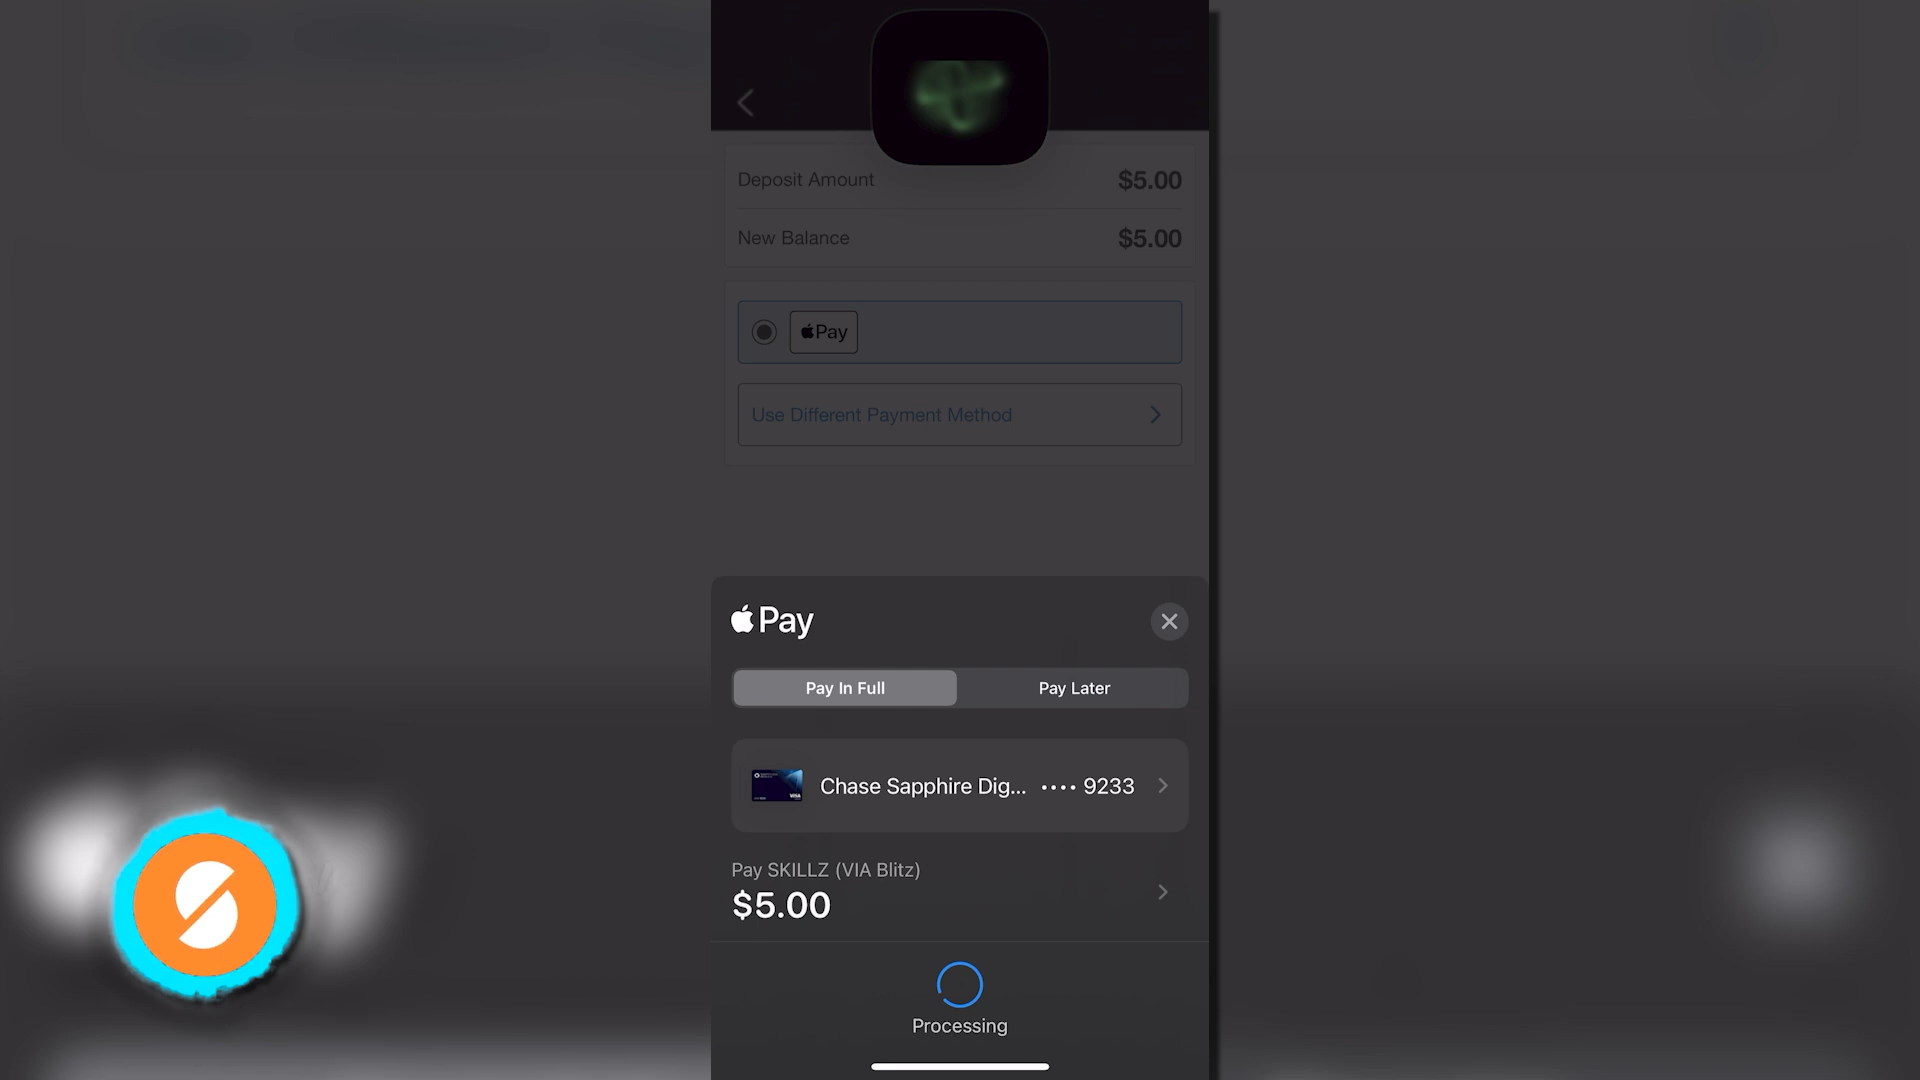 Deposit Amount $5.00
New Balance $5.00
Pay
Use Different Payment Method
Pay
Pay In Full Pay Later
Chase Sapphire Dig... •••• 9233
Pay SKILLZ (VIA Blitz)
$5.00
Processing